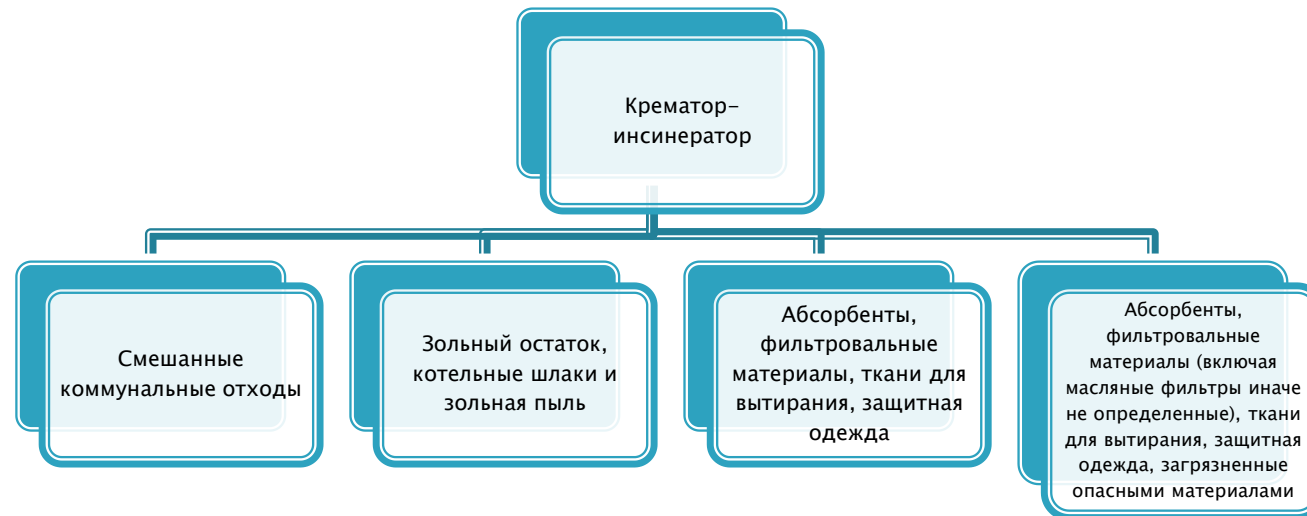 Крематор-
инсинератор
Смешанные
коммунальные отходы
Зольный остаток,
котельные шлаки и
зольная пыль
Абсорбенты,
фильтровальные
материалы, ткани для
вытирания, защитная
одежда
Абсорбенты,
фильтровальные
материалы (включая
масляные фильтры иначе
не определенные), ткани
для вытирания, защитная
одежда, загрязненные
опасными материалами